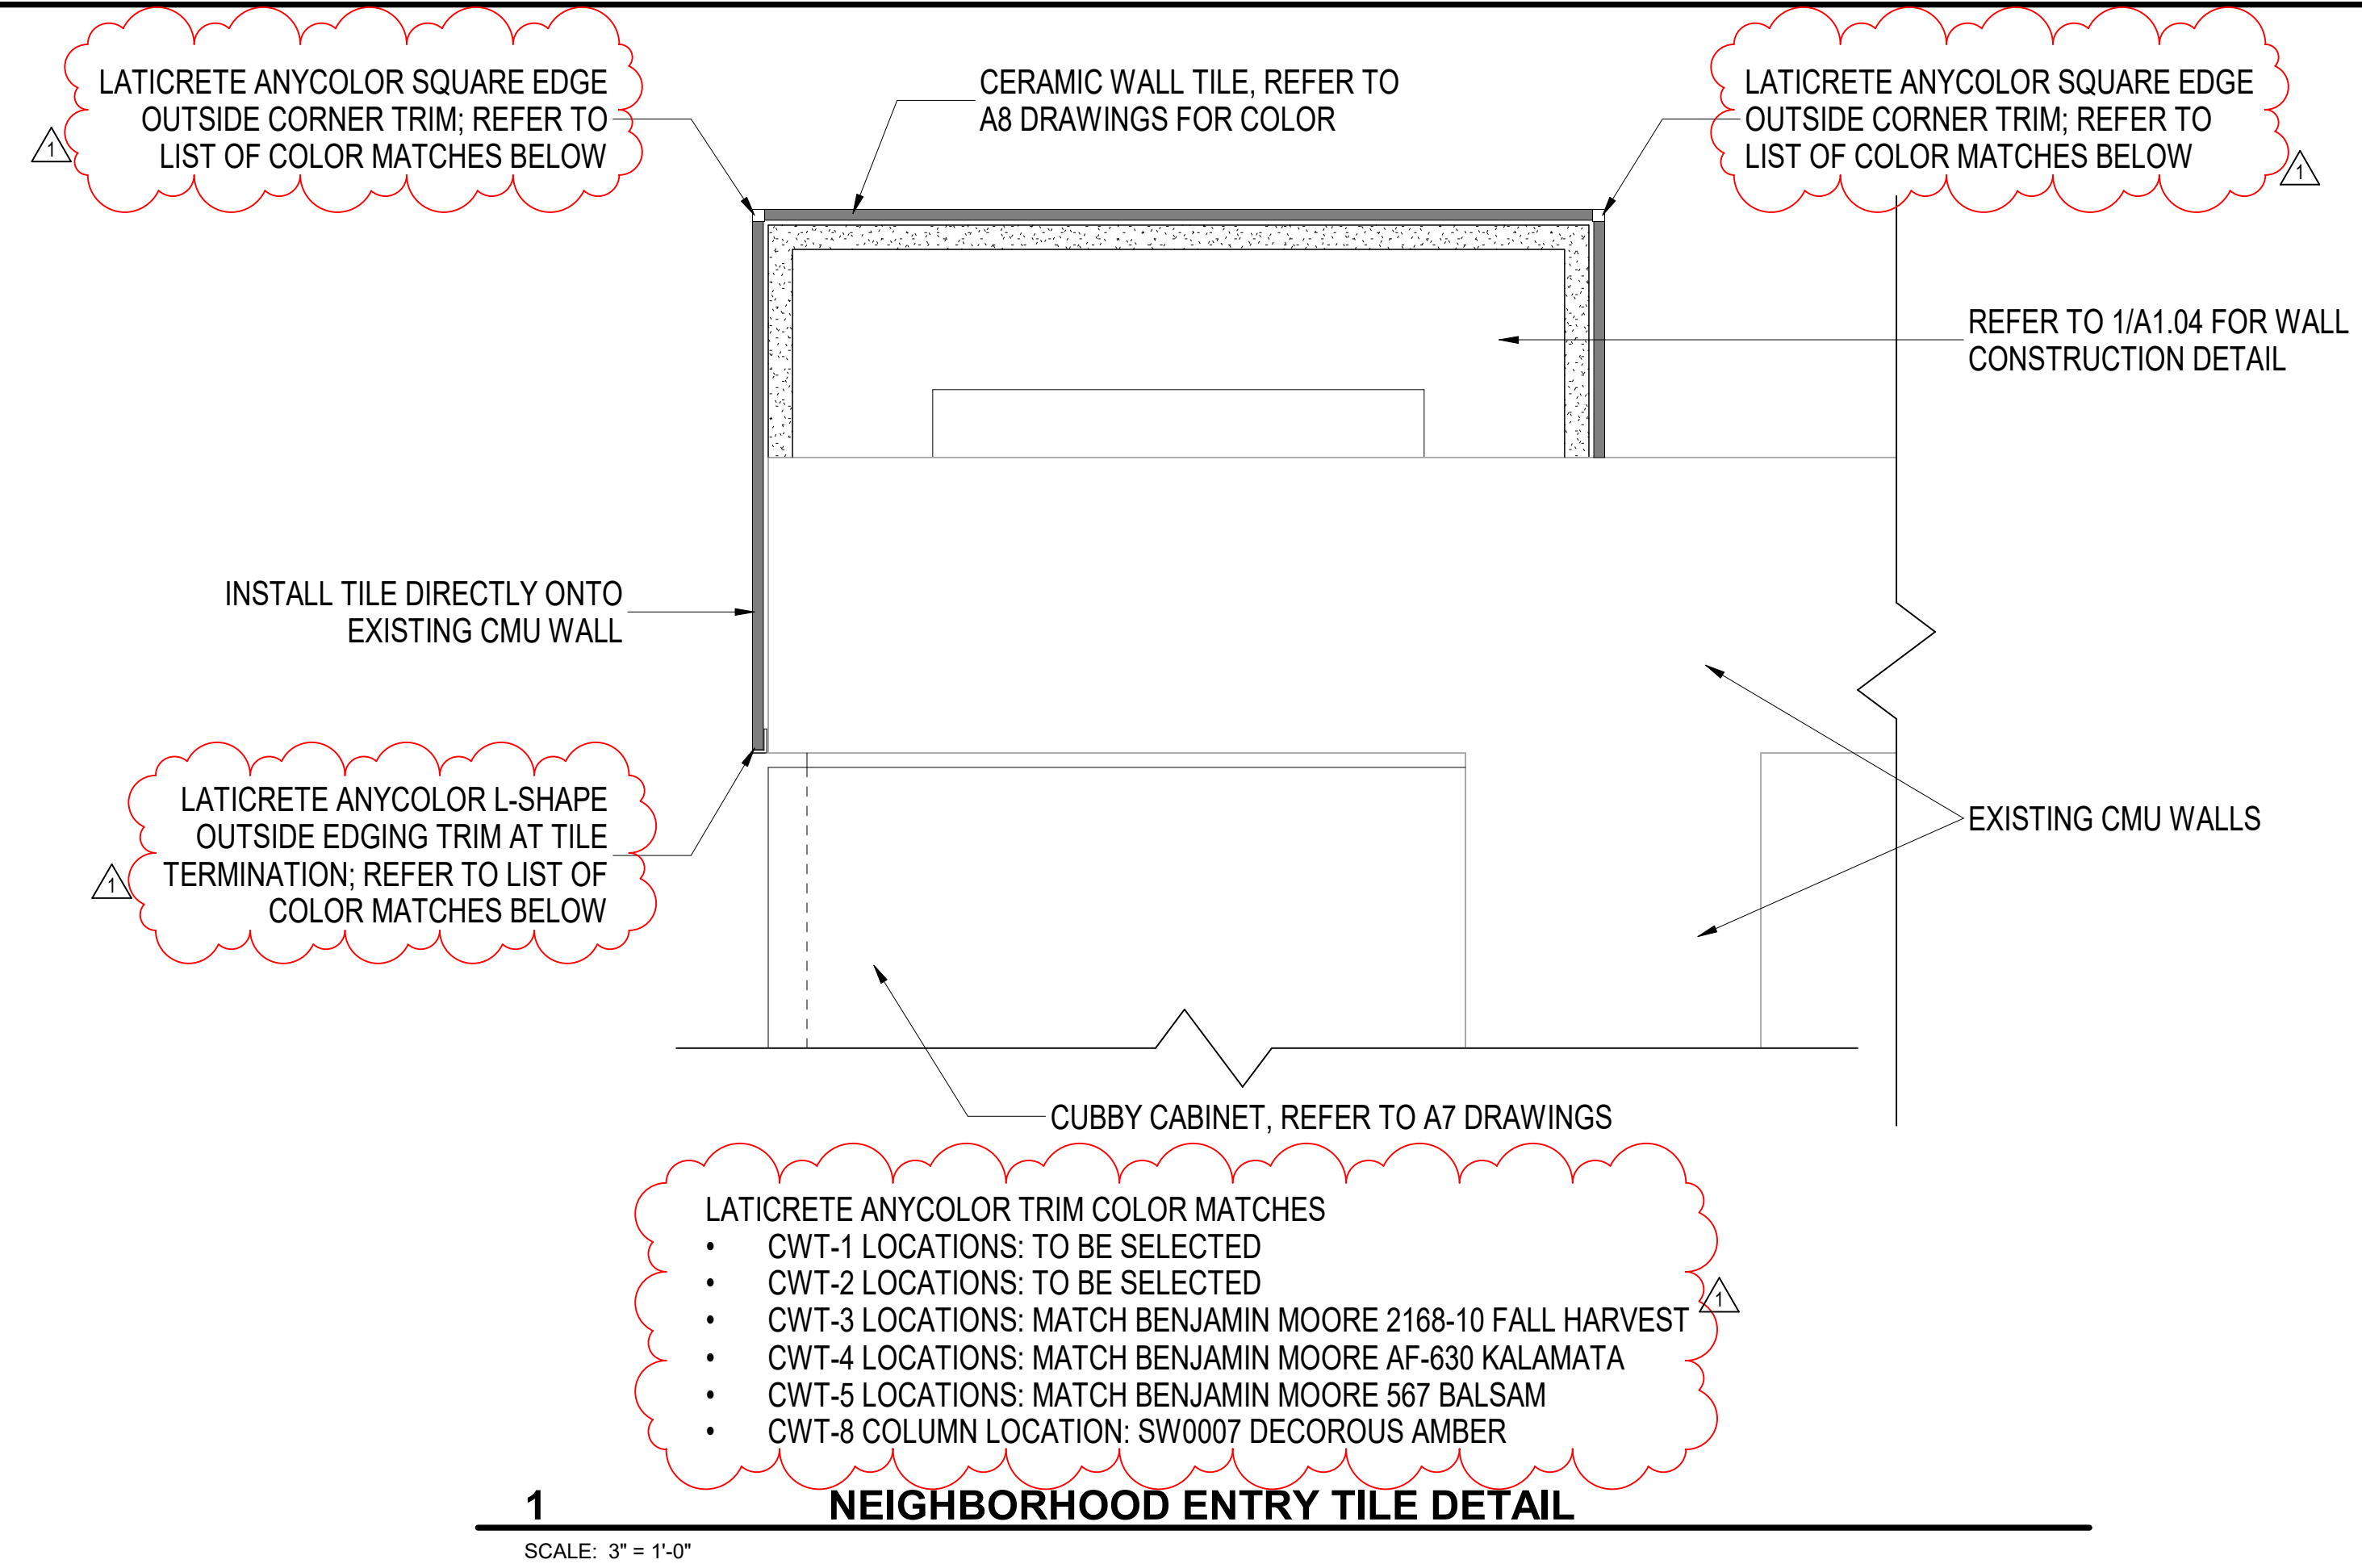 LATICRETE ANYCOLOR SQUARE EDGE
OUTSIDE CORNER TRIM; REFER TO
LIST OF COLOR MATCHES BELOW
1
CERAMIC WALL TILE, REFER TO
A8 DRAWINGS FOR COLOR
LATICRETE ANYCOLOR SQUARE EDGE
OUTSIDE CORNER TRIM; REFER TO
LIST OF COLOR MATCHES BELOW
1
REFER TO 1/A1.04 FOR WALL
CONSTRUCTION DETAIL
INSTALL TILE DIRECTLY ONTO
EXISTING CMU WALL
LATICRETE ANYCOLOR L-SHAPE
OUTSIDE EDGING TRIM AT TILE
TERMINATION; REFER TO LIST OF
COLOR MATCHES BELOW
1
EXISTING CMU WALLS
CUBBY CABINET, REFER TO A7 DRAWINGS
LATICRETE ANYCOLOR TRIM COLOR MATCHES
• CWT-1 LOCATIONS: TO BE SELECTED
• CWT-2 LOCATIONS: TO BE SELECTED
• CWT-3 LOCATIONS: MATCH BENJAMIN MOORE 2168-10 FALL HARVEST
• CWT-4 LOCATIONS: MATCH BENJAMIN MOORE AF-630 KALAMATA
• CWT-5 LOCATIONS: MATCH BENJAMIN MOORE 567 BALSAM
• CWT-8 COLUMN LOCATION: SW0007 DECOROUS AMBER
1
1 NEIGHBORHOOD ENTRY TILE DETAIL
SCALE: 3" = 1'-0"